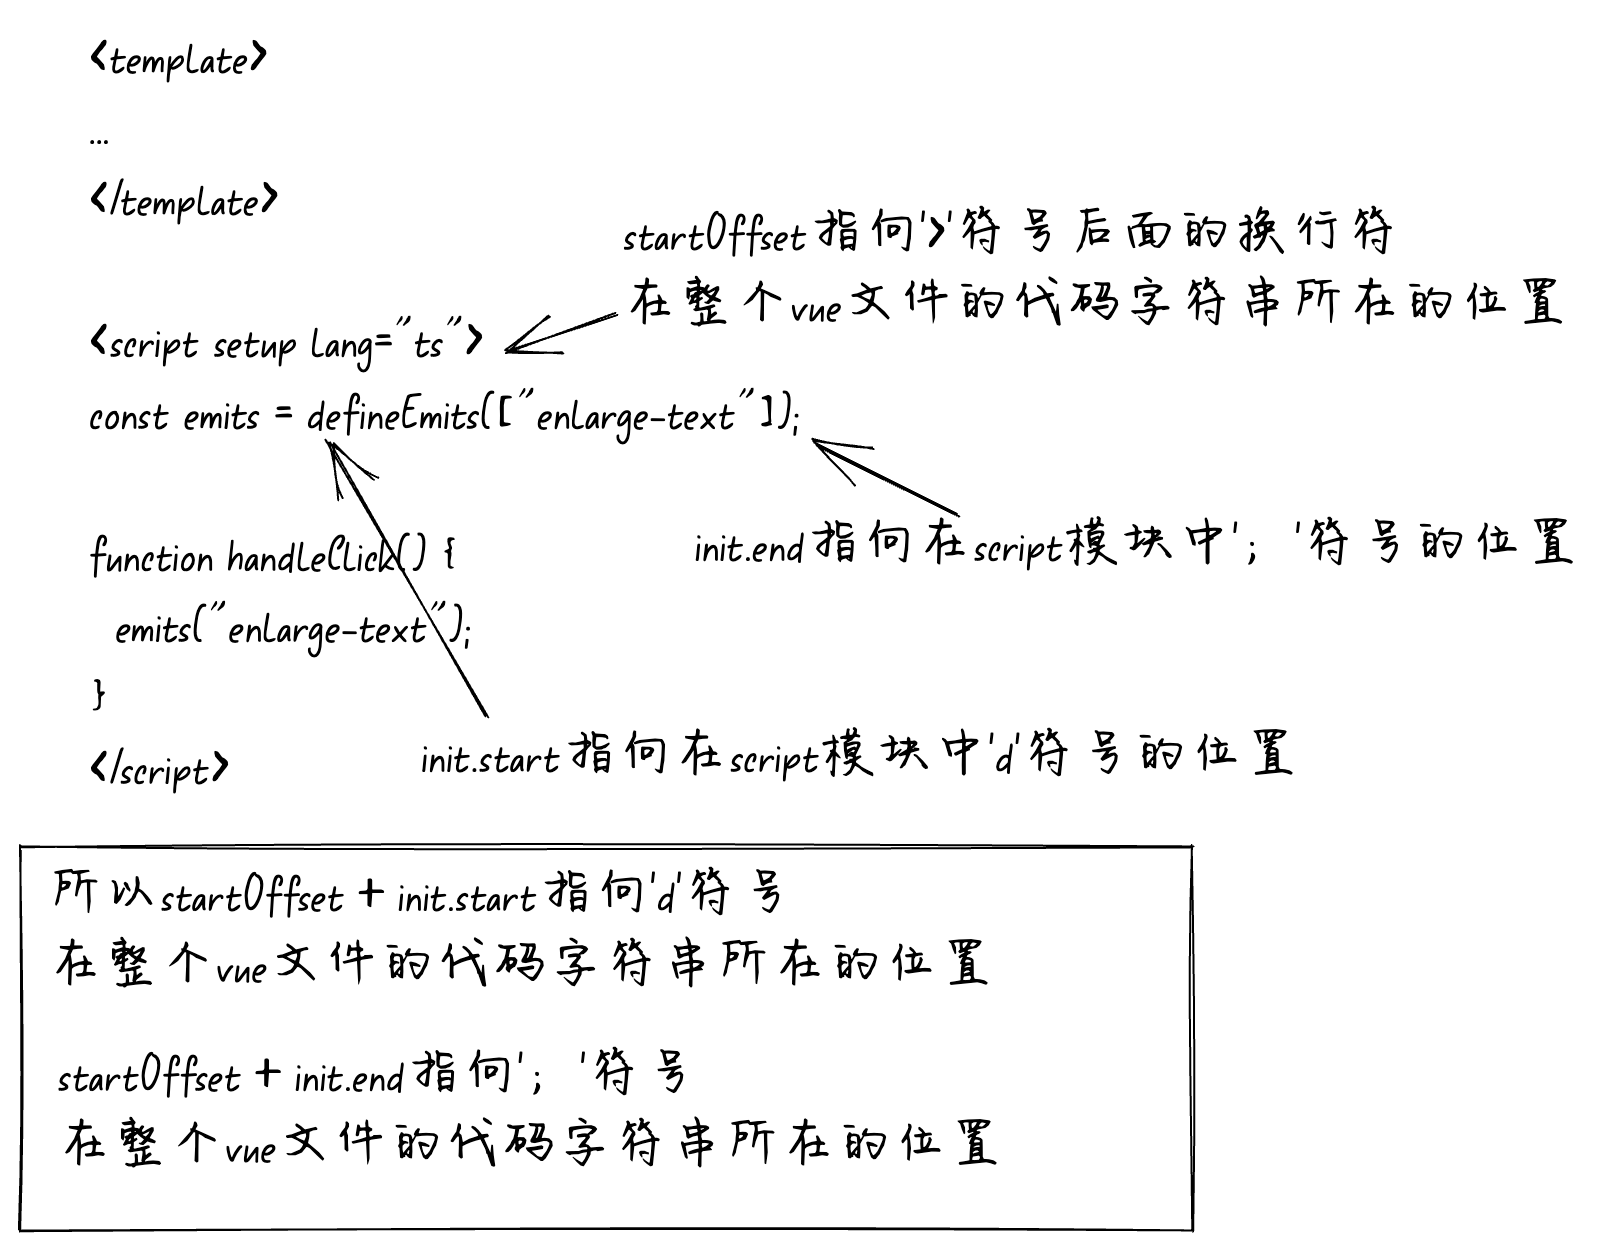 <template>
...
</template>
startOffset指向'>'符号后面的换行符
在整个vue文件的代码字符串所在的位置
<script setup lang="ts">
const emits = defineEmits(["enlarge-text"]);
function handleClick() {
init.end指向在script模块中'；'符号的位置
emits("enlarge-text");
}
</script>
init.start指向在script模块中'd'符号的位置
所以startOffset + init.start指向'd'符号
在整个vue文件的代码字符串所在的位置
startOffset + init.end指向'；'符号
在整个vue文件的代码字符串所在的位置